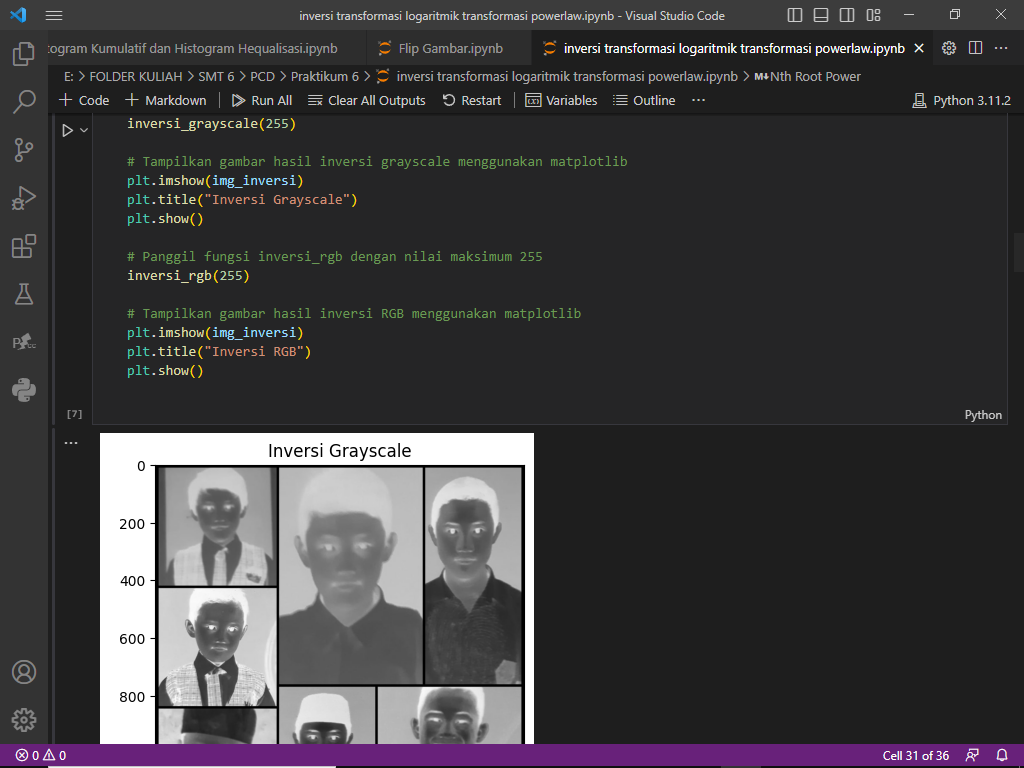 inversi transformasi logaritmik transformasi powerlaw.ipynb - Visual Studio Code
togram Kumulatif dan Histogram Hequalisasi.ipynb
Flip Gambar.ipynb
inversi transformasi logaritmik transformasi powerlaw.ipynb
E: > FOLDER KULIAH > SMT 6 > PCD > Praktikum 6 > inversi transformasi logaritmik transformasi powerlaw.ipynb > M↓Nth Root Power
+ Code + Markdown | Run All Clear All Outputs Restart | Variables Outline ··· Python 3.11.2
inversi_grayscale(255)
# Tampilkan gambar hasil inversi grayscale menggunakan matplotlib
plt.imshow(img_inversi)
plt.title("Inversi Grayscale")
plt.show()
# Panggil fungsi inversi_rgb dengan nilai maksimum 255
inversi_rgb(255)
# Tampilkan gambar hasil inversi RGB menggunakan matplotlib
plt.imshow(img_inversi)
plt.title("Inversi RGB")
plt.show()
[7]
Python
...
Inversi Grayscale
0
200
400
600
800
0 0
Cell 31 of 36